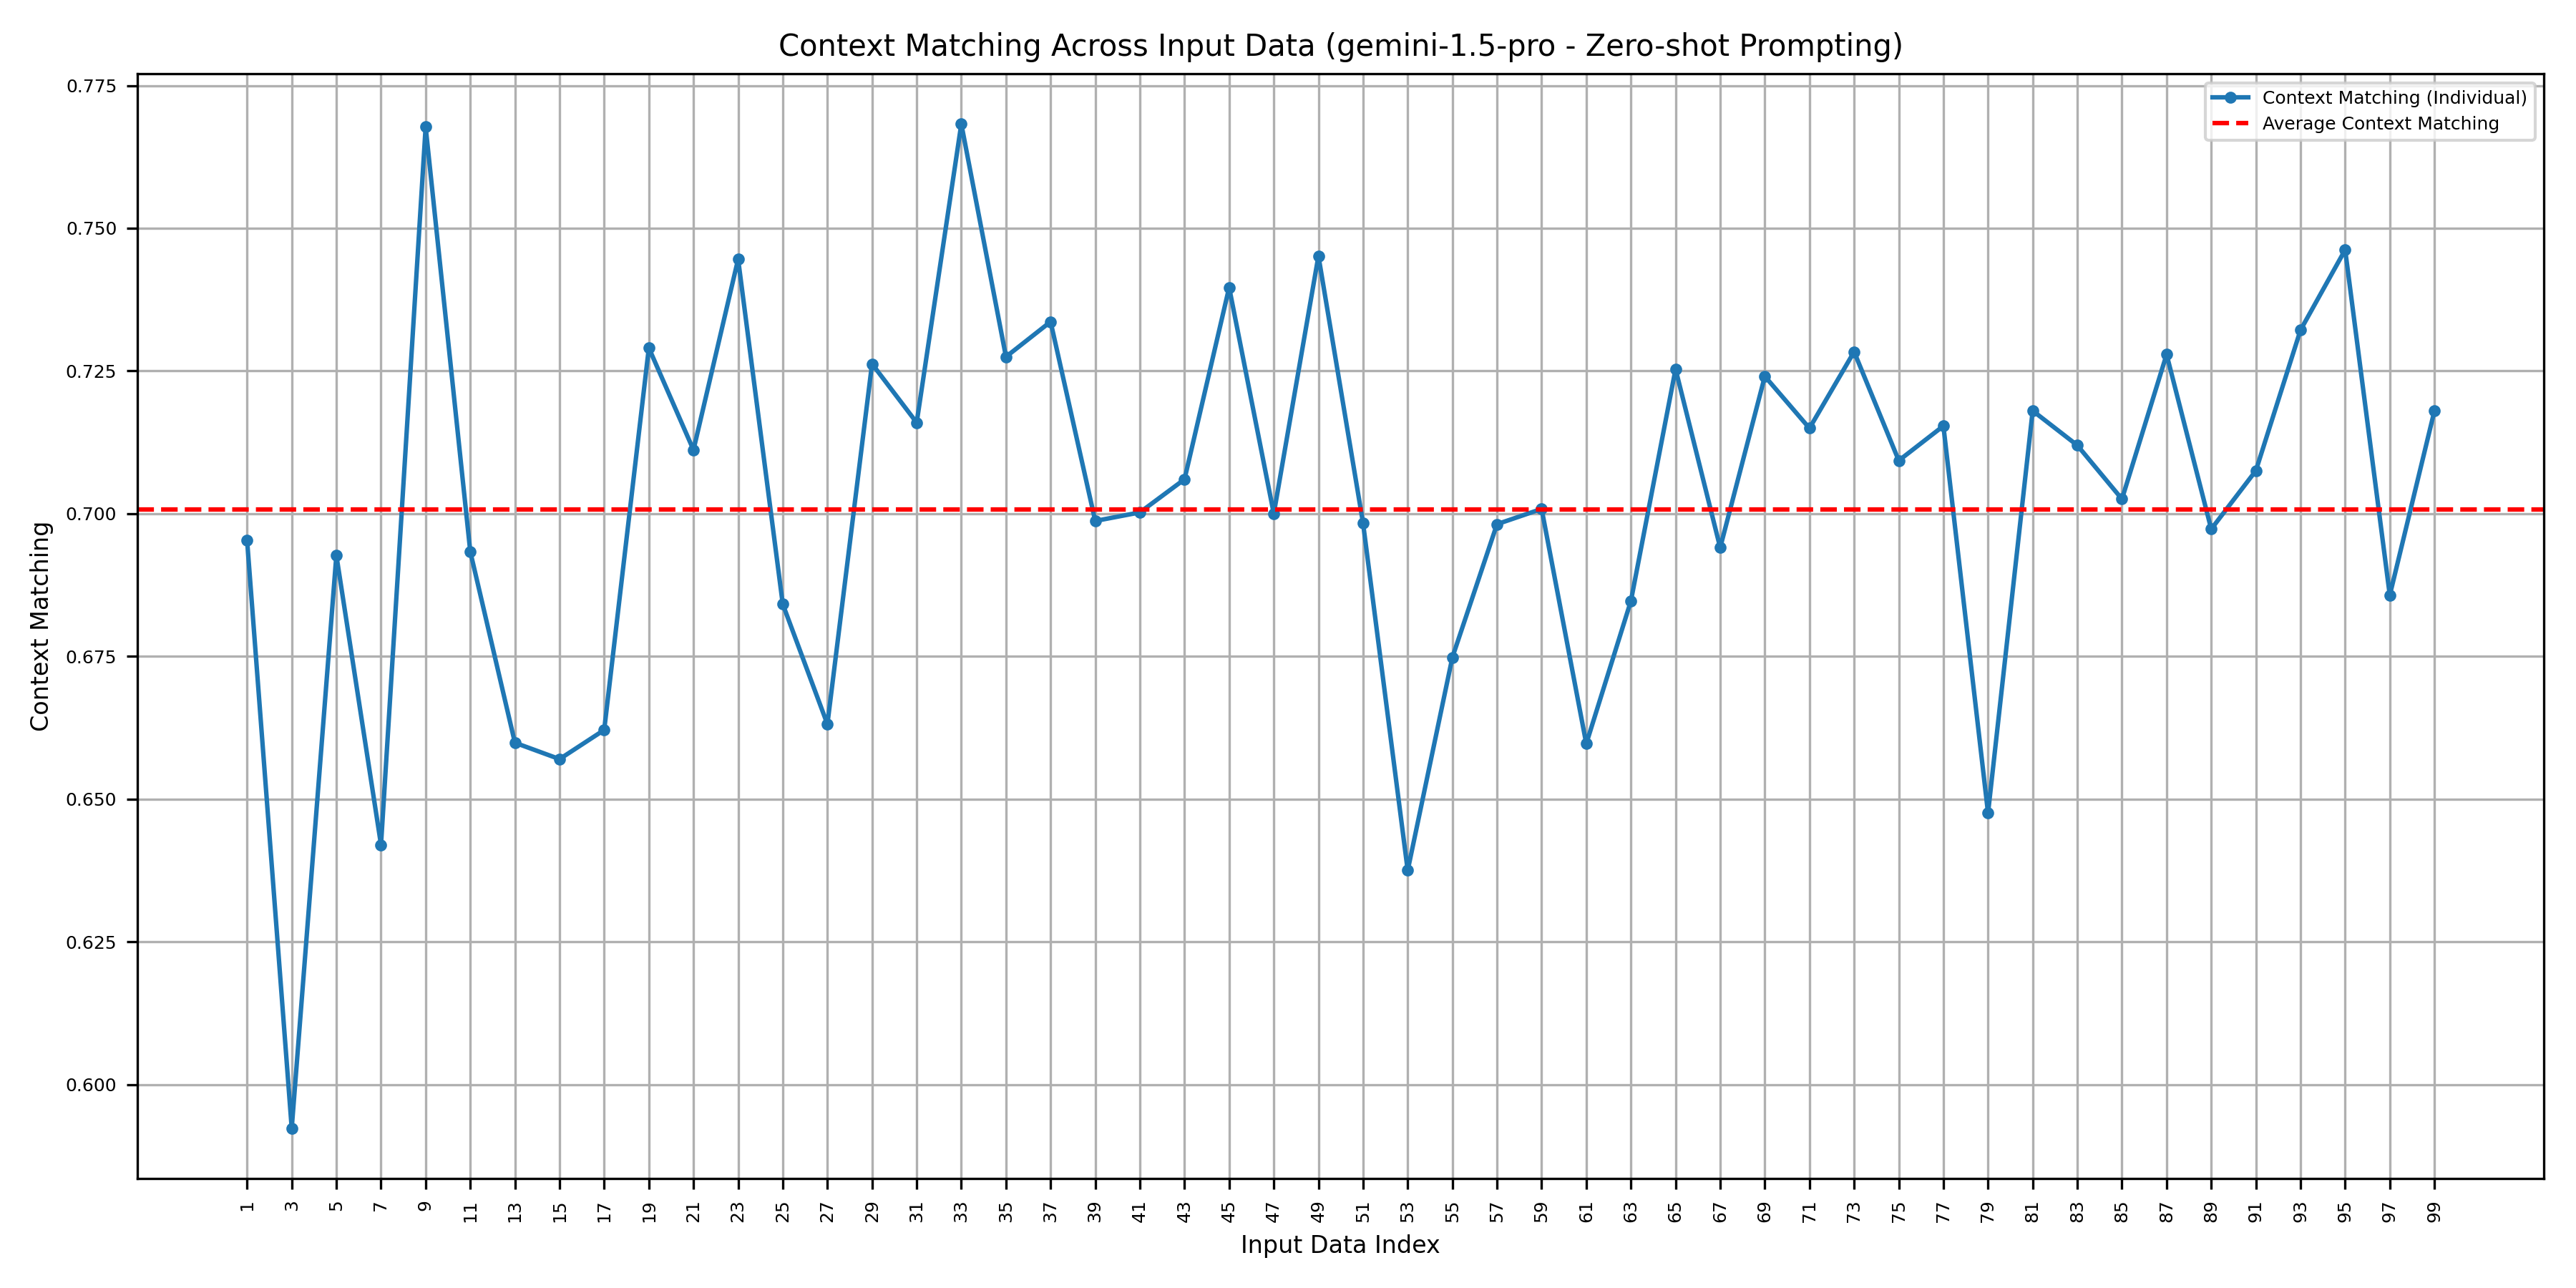 Context Matching Across Input Data (gemini-1.5-pro - Zero-shot Prompting)
Context Matching (Individual)
Average Context Matching
0.775
0.750
0.725
0.700
0.675
0.650
0.625
0.600
Context Matching
1 3 5 7 9 11 13 15 17 19 21 23 25 27 29 31 33 35 37 39 41 43 45 47 49 51 53 55 57 59 61 63 65 67 69 71 73 75 77 79 81 83 85 87 89 91 93 95 97 99
Input Data Index